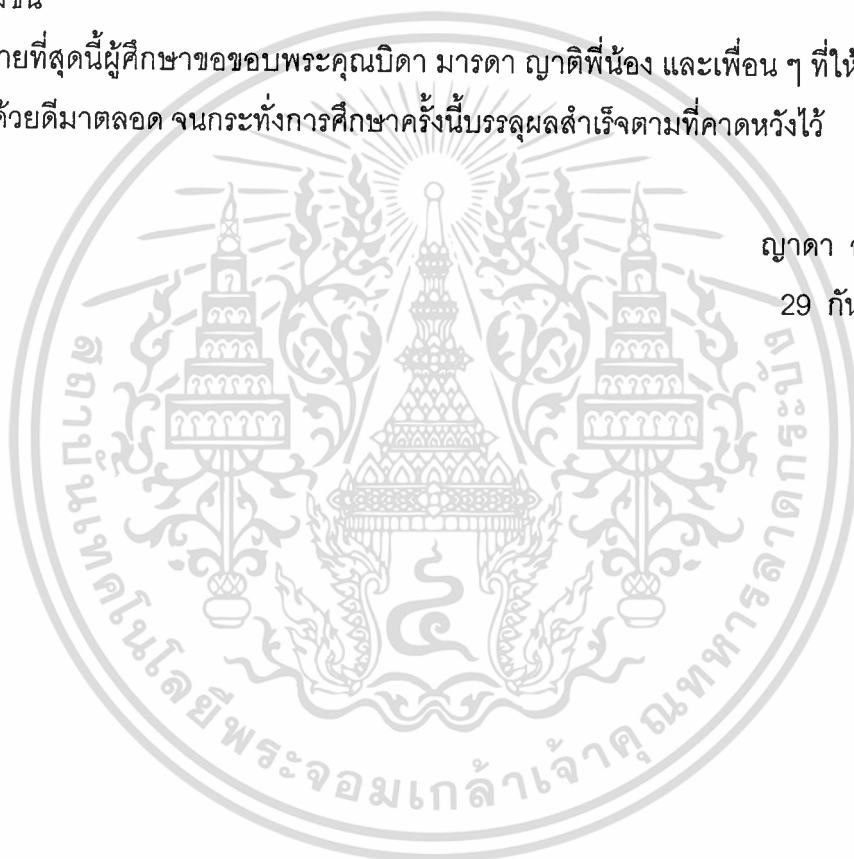 ายที่สุดนี้ผู้ศึกษาขอขอบพระคุณบิดา มารดา ญาติพี่น้อง และเพื่อน ๆ ที่ให้
ด้วยดีมาตลอด จนกระทั่งการศึกษาครั้งนี้บรรลุผลสำเร็จตามที่คาดหวังไว้
ญาดา
29 กัน
สถาบันเทคโนโลยีพระจอมเกล้าเจ้าคุณทหารลาดกระบัง